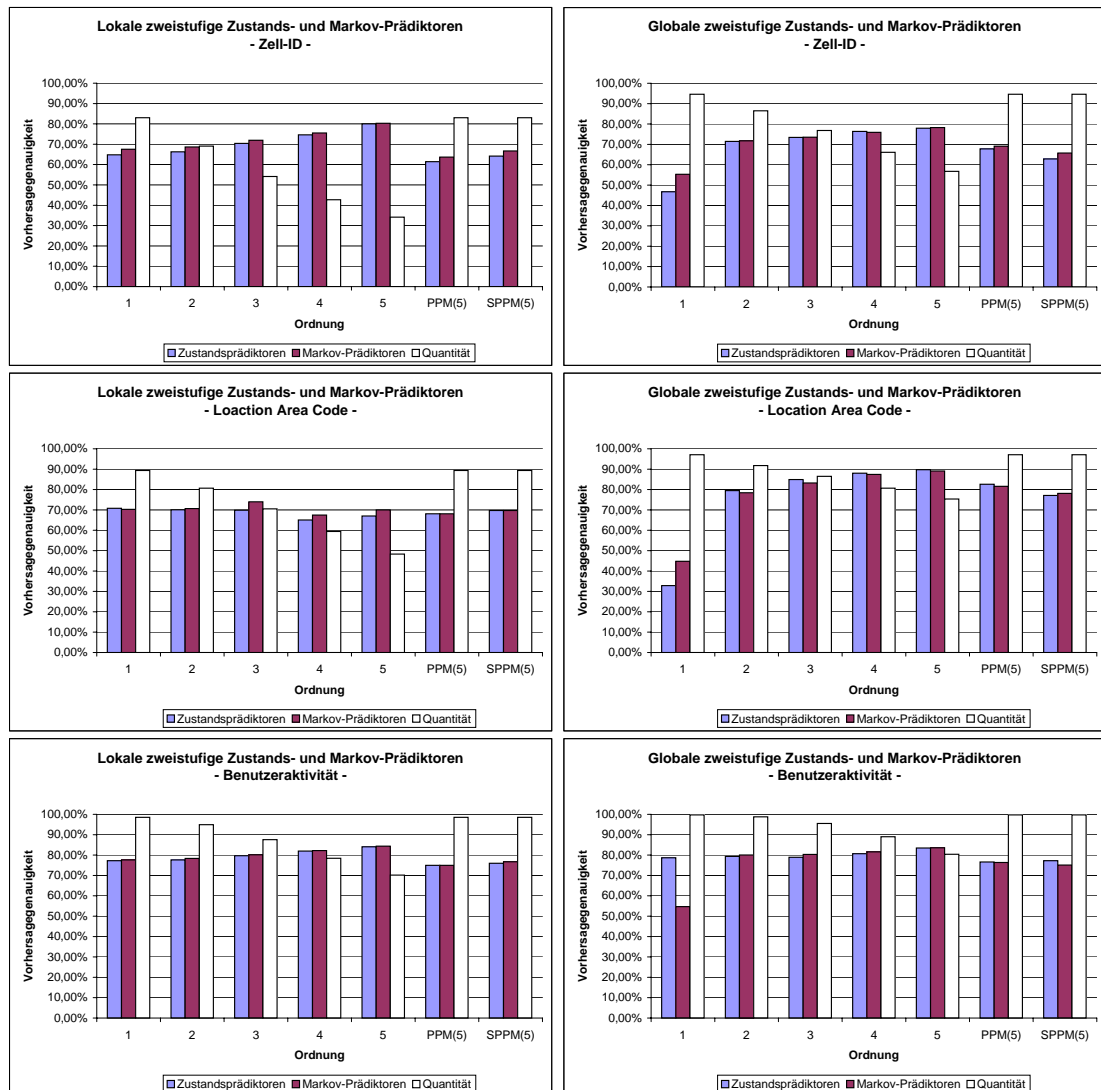 Lokale zweistufige Zustands- und Markov-Prädiktoren
- Zell-ID -
Vorhersagegenauigkeit
100,00%
90,00%
80,00%
70,00%
60,00%
50,00%
40,00%
30,00%
20,00%
10,00%
0,00%
1 2 3 4 5 PPM(5) SPPM(5)
Ordnung
Zustandsprädiktoren Markov-Prädiktoren Quantität
Globale zweistufige Zustands- und Markov-Prädiktoren
- Zell-ID -
Vorhersagegenauigkeit
100,00%
90,00%
80,00%
70,00%
60,00%
50,00%
40,00%
30,00%
20,00%
10,00%
0,00%
1 2 3 4 5 PPM(5) SPPM(5)
Ordnung
Zustandsprädiktoren Markov-Prädiktoren Quantität
Lokale zweistufige Zustands- und Markov-Prädiktoren
- Loaction Area Code -
Vorhersagegenauigkeit
100,00%
90,00%
80,00%
70,00%
60,00%
50,00%
40,00%
30,00%
20,00%
10,00%
0,00%
1 2 3 4 5 PPM(5) SPPM(5)
Ordnung
Zustandsprädiktoren Markov-Prädiktoren Quantität
Globale zweistufige Zustands- und Markov-Prädiktoren
- Location Area Code -
Vorhersagegenauigkeit
100,00%
90,00%
80,00%
70,00%
60,00%
50,00%
40,00%
30,00%
20,00%
10,00%
0,00%
1 2 3 4 5 PPM(5) SPPM(5)
Ordnung
Zustandsprädiktoren Markov-Prädiktoren Quantität
Lokale zweistufige Zustands- und Markov-Prädiktoren
- Benutzeraktivität -
Vorhersagegenauigkeit
100,00%
90,00%
80,00%
70,00%
60,00%
50,00%
40,00%
30,00%
20,00%
10,00%
0,00%
1 2 3 4 5 PPM(5) SPPM(5)
Ordnung
Zustandsprädiktoren Markov-Prädiktoren Quantität
Globale zweistufige Zustands- und Markov-Prädiktoren
- Benutzeraktivität -
Vorhersagegenauigkeit
100,00%
90,00%
80,00%
70,00%
60,00%
50,00%
40,00%
30,00%
20,00%
10,00%
0,00%
1 2 3 4 5 PPM(5) SPPM(5)
Ordnung
Zustandsprädiktoren Markov-Prädiktoren Quantität